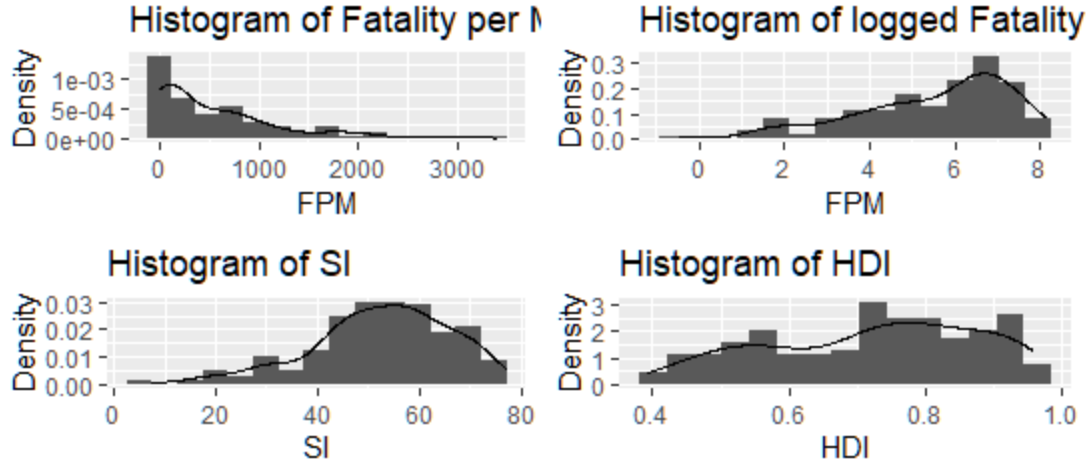 Histogram of Fatality per
Density
1e-03
5e-04
0e+00
0
1000
2000
3000
FPM
Histogram of logged Fatality
Density
0.3
0.2
0.1
0.0
0
2
4
6
8
FPM
Histogram of SI
Density
0.03
0.02
0.01
0.00
0
20
40
60
80
SI
Histogram of HDI
Density
3
2
1
0
0.4
0.6
0.8
1.0
HDI